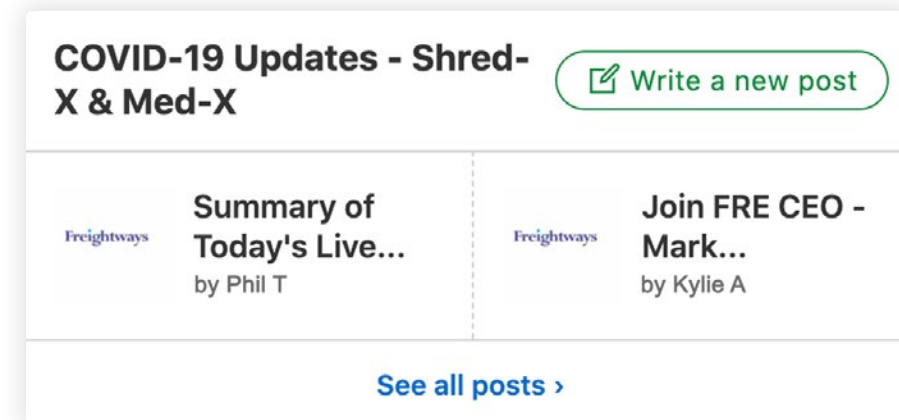 COVID-19 Updates - Shred-
X & Med-X
Write a new post
Freightways
Summary of
Today's Live...
by Phil T
Freightways
Join FRE CEO -
Mark...
by Kylie A
See all posts ›